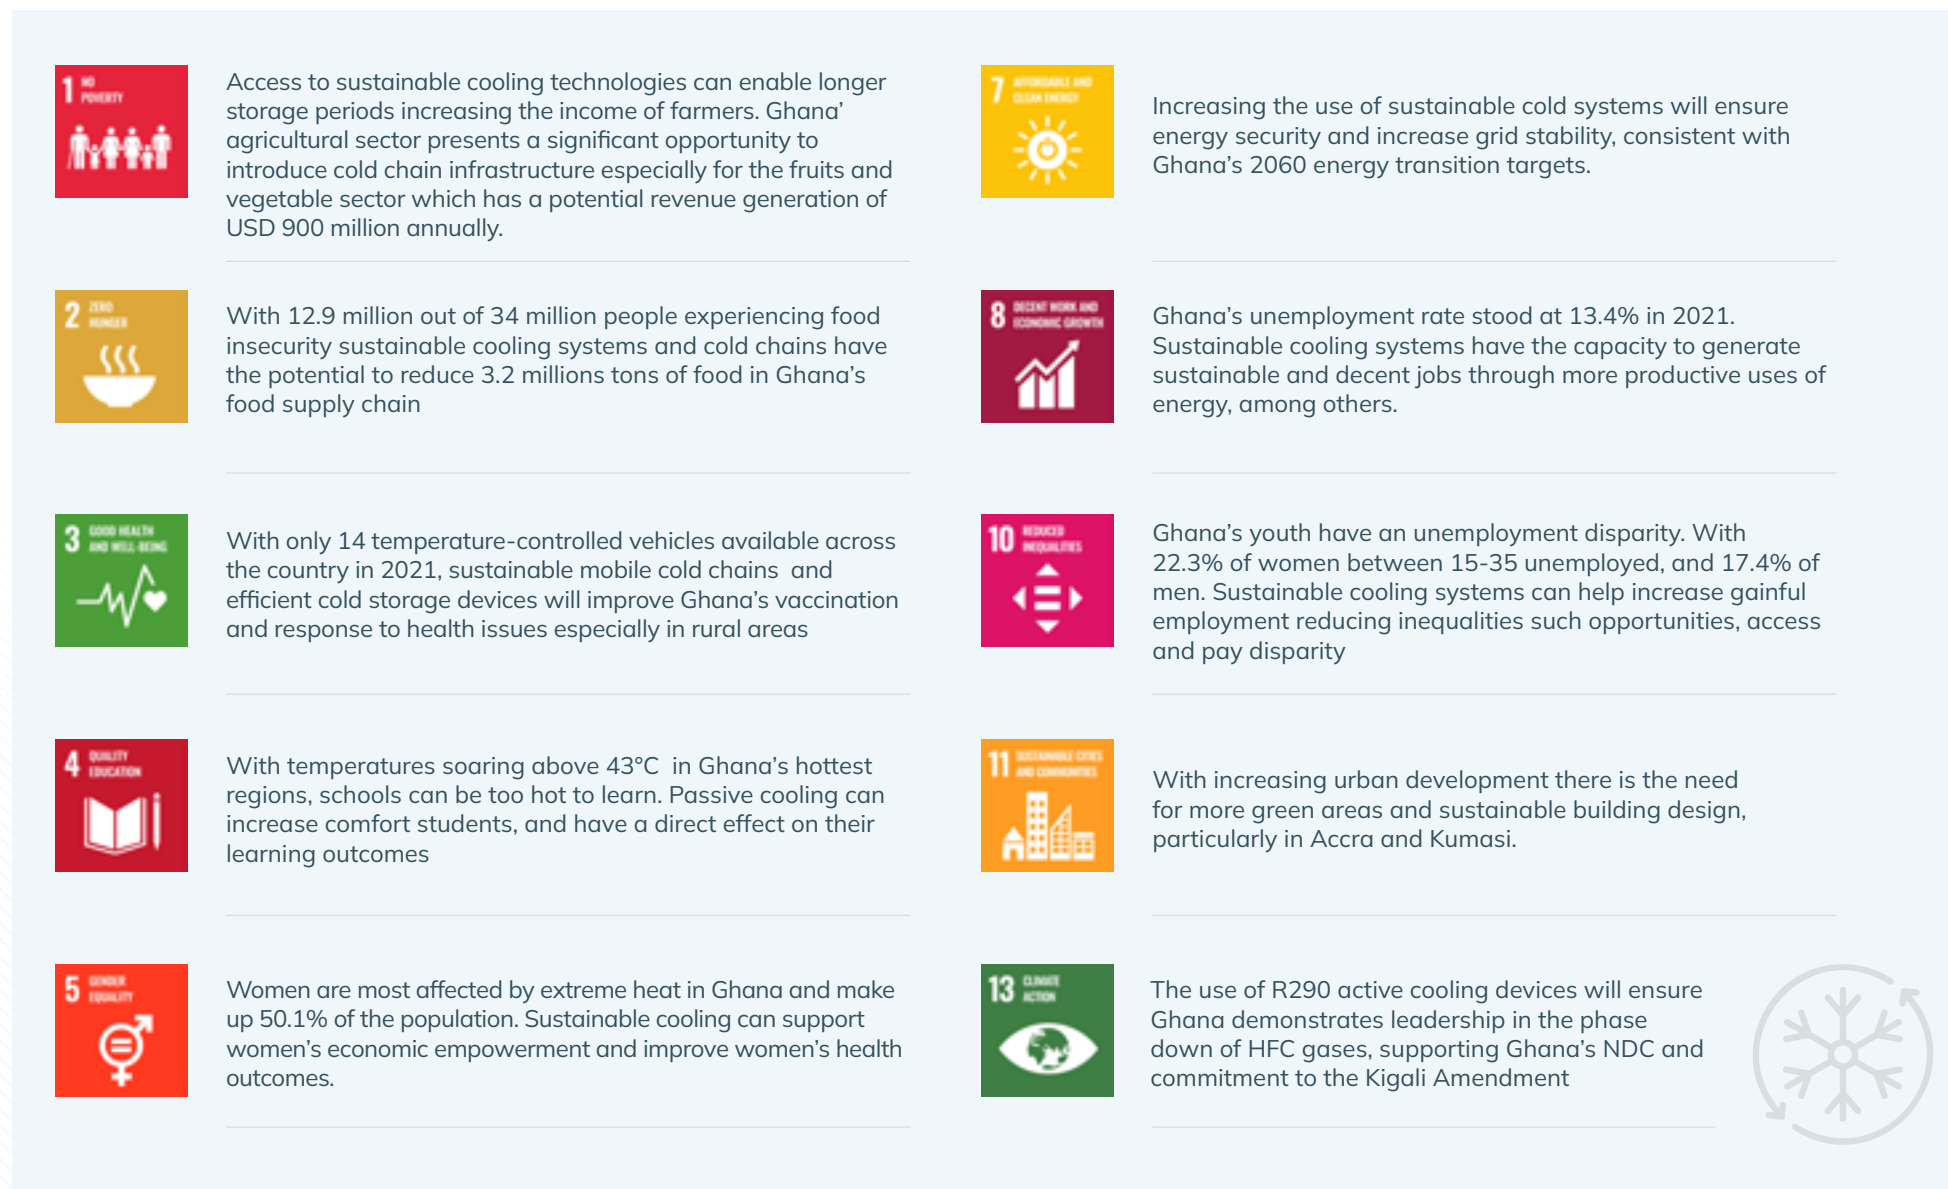 1 NO
POVERTY
Access to sustainable cooling technologies can enable longer
storage periods increasing the income of farmers. Ghana'
agricultural sector presents a significant opportunity to
introduce cold chain infrastructure especially for the fruits and
vegetable sector which has a potential revenue generation of
USD 900 million annually.
2 ZERO
HUNGER
With 12.9 million out of 34 million people experiencing food
insecurity sustainable cooling systems and cold chains have
the potential to reduce 3.2 millions tons of food in Ghana's
food supply chain
3 GOOD HEALTH
AND WELL-BEING
With only 14 temperature-controlled vehicles available across
the country in 2021, sustainable mobile cold chains and
efficient cold storage devices will improve Ghana's vaccination
and response to health issues especially in rural areas
4 QUALITY
EDUCATION
With temperatures soaring above 43°C in Ghana's hottest
regions, schools can be too hot to learn. Passive cooling can
increase comfort students, and have a direct effect on their
learning outcomes
5 GENDER
EQUALITY
Women are most affected by extreme heat in Ghana and make
up 50.1% of the population. Sustainable cooling can support
women's economic empowerment and improve women's health
outcomes.
7 AFFORDABLE AND
CLEAN ENERGY
Increasing the use of sustainable cold systems will ensure
energy security and increase grid stability, consistent with
Ghana's 2060 energy transition targets.
8 DECENT WORK AND
ECONOMIC GROWTH
Ghana's unemployment rate stood at 13.4% in 2021.
Sustainable cooling systems have the capacity to generate
sustainable and decent jobs through more productive uses of
energy, among others.
10 REDUCED
INEQUALITIES
Ghana's youth have an unemployment disparity. With
22.3% of women between 15-35 unemployed, and 17.4% of
men. Sustainable cooling systems can help increase gainful
employment reducing inequalities such opportunities, access
and pay disparity
11 SUSTAINABLE CITIES
AND COMMUNITIES
With increasing urban development there is the need
for more green areas and sustainable building design,
particularly in Accra and Kumasi.
13 CLIMATE
ACTION
The use of R290 active cooling devices will ensure
Ghana demonstrates leadership in the phase
down of HFC gases, supporting Ghana's NDC and
commitment to the Kigali Amendment